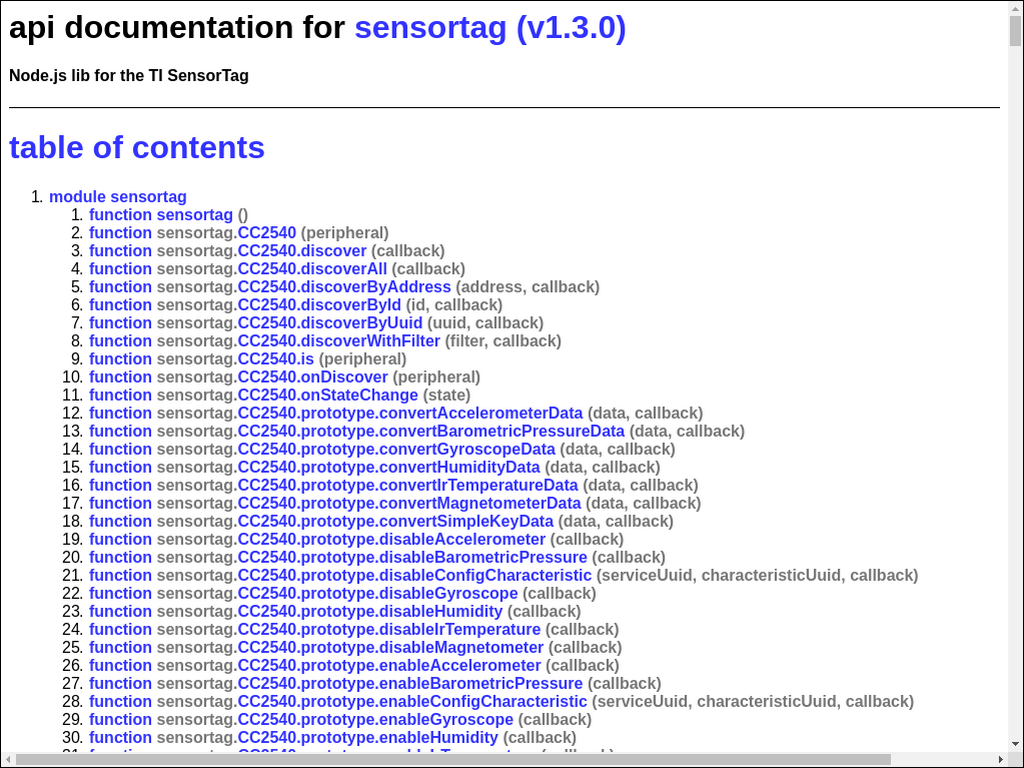 api documentation for sensortag (v1.3.0)
Node.js lib for the TI SensorTag
table of contents
1. module sensortag
1. function sensortag ()
2. function sensortag.CC2540 (peripheral)
3. function sensortag.CC2540.discover (callback)
4. function sensortag.CC2540.discoverAll (callback)
5. function sensortag.CC2540.discoverByAddress (address, callback)
6. function sensortag.CC2540.discoverById (id, callback)
7. function sensortag.CC2540.discoverByUuid (uuid, callback)
8. function sensortag.CC2540.discoverWithFilter (filter, callback)
9. function sensortag.CC2540.is (peripheral)
10. function sensortag.CC2540.onDiscover (peripheral)
11. function sensortag.CC2540.onStateChange (state)
12. function sensortag.CC2540.prototype.convertAccelerometerData (data, callback)
13. function sensortag.CC2540.prototype.convertBarometricPressureData (data, callback)
14. function sensortag.CC2540.prototype.convertGyroscopeData (data, callback)
15. function sensortag.CC2540.prototype.convertHumidityData (data, callback)
16. function sensortag.CC2540.prototype.convertIrTemperatureData (data, callback)
17. function sensortag.CC2540.prototype.convertMagnetometerData (data, callback)
18. function sensortag.CC2540.prototype.convertSimpleKeyData (data, callback)
19. function sensortag.CC2540.prototype.disableAccelerometer (callback)
20. function sensortag.CC2540.prototype.disableBarometricPressure (callback)
21. function sensortag.CC2540.prototype.disableConfigCharacteristic (serviceUuid, characteristicUuid, callback)
22. function sensortag.CC2540.prototype.disableGyroscope (callback)
23. function sensortag.CC2540.prototype.disableHumidity (callback)
24. function sensortag.CC2540.prototype.disableIrTemperature (callback)
25. function sensortag.CC2540.prototype.disableMagnetometer (callback)
26. function sensortag.CC2540.prototype.enableAccelerometer (callback)
27. function sensortag.CC2540.prototype.enableBarometricPressure (callback)
28. function sensortag.CC2540.prototype.enableConfigCharacteristic (serviceUuid, characteristicUuid, callback)
29. function sensortag.CC2540.prototype.enableGyroscope (callback)
30. function sensortag.CC2540.prototype.enableHumidity (callback)